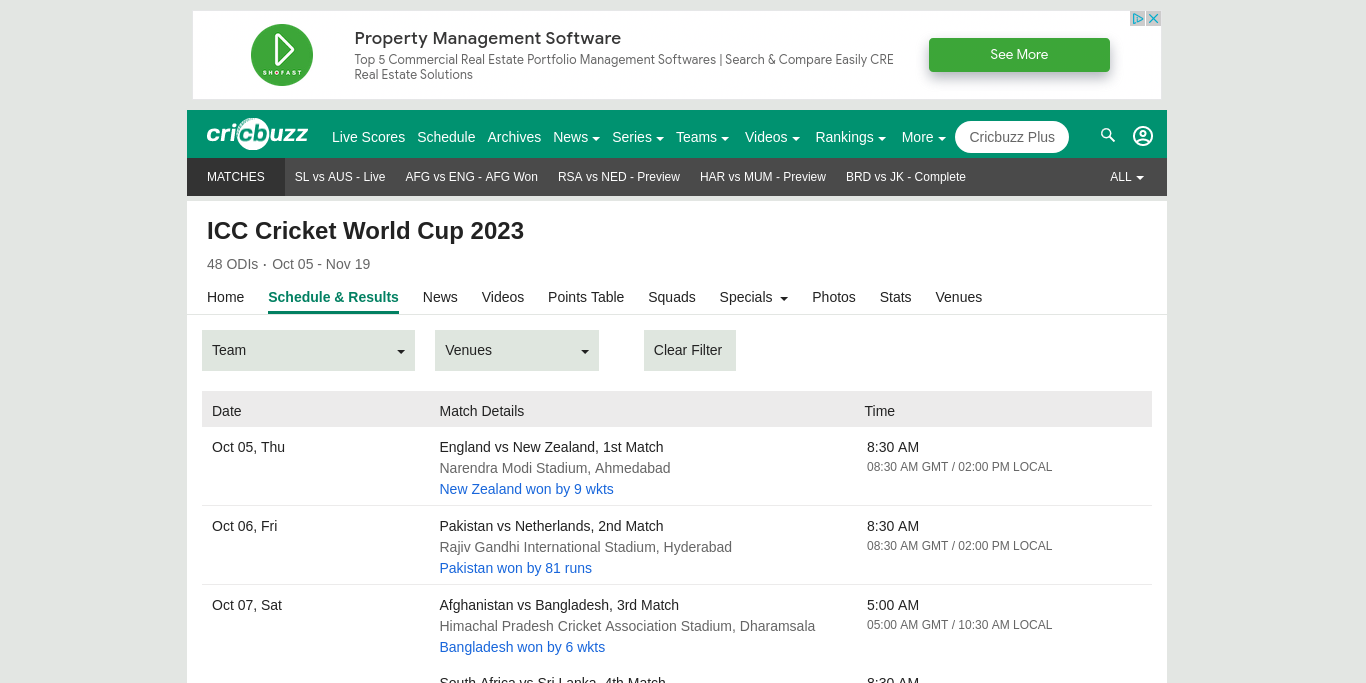 Property Management Software
Top 5 Commercial Real Estate Portfolio Management Softwares | Search & Compare Easily CRE
Real Estate Solutions
See More
SHOFAST
cricbuzz
Live Scores Schedule Archives News Series Teams Videos Rankings More Cricbuzz Plus
MATCHES SL vs AUS - Live AFG vs ENG - AFG Won RSA vs NED - Preview HAR vs MUM - Preview BRD vs JK - Complete ALL
ICC Cricket World Cup 2023
48 ODIs · Oct 05 - Nov 19
Home Schedule & Results News Videos Points Table Squads Specials Photos Stats Venues
Team Venues Clear Filter
Date Match Details Time
Oct 05, Thu England vs New Zealand, 1st Match 8:30 AM
Narendra Modi Stadium, Ahmedabad 08:30 AM GMT / 02:00 PM LOCAL
New Zealand won by 9 wkts
Oct 06, Fri Pakistan vs Netherlands, 2nd Match 8:30 AM
Rajiv Gandhi International Stadium, Hyderabad 08:30 AM GMT / 02:00 PM LOCAL
Pakistan won by 81 runs
Oct 07, Sat Afghanistan vs Bangladesh, 3rd Match 5:00 AM
Himachal Pradesh Cricket Association Stadium, Dharamsala 05:00 AM GMT / 10:30 AM LOCAL
Bangladesh won by 6 wkts
South Africa vs Sri Lanka, 4th Match 8:30 AM